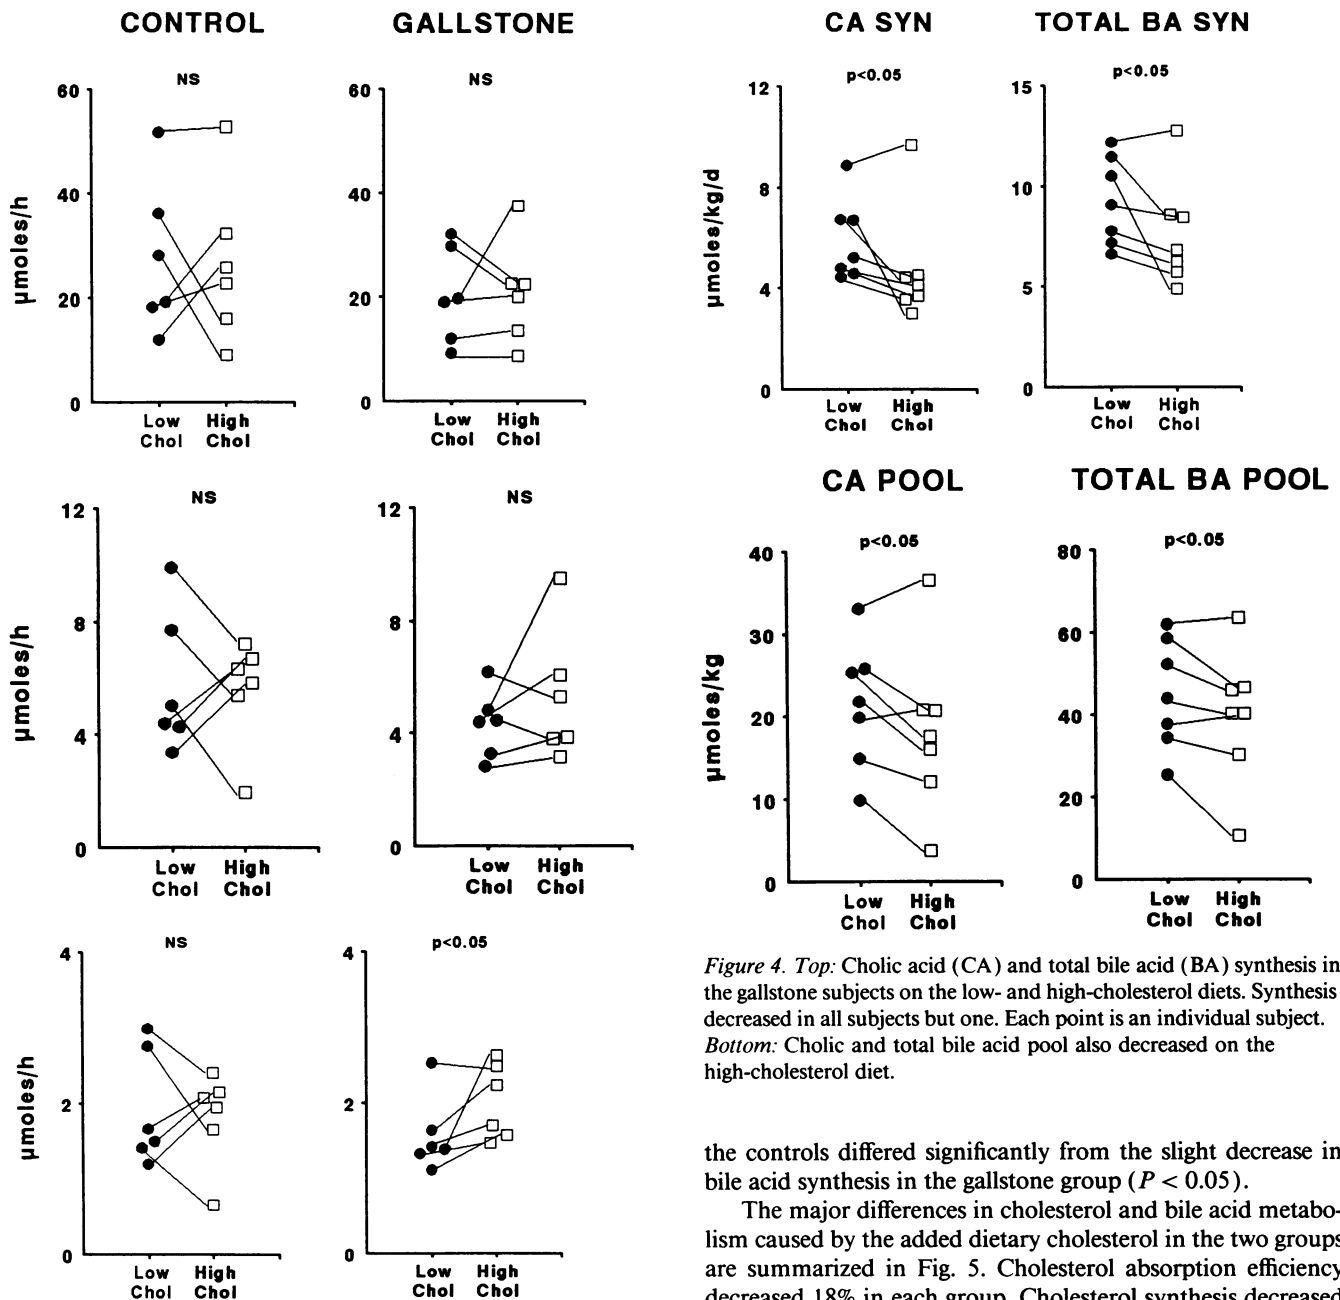 CONTROL
GALLSTONE
NS
NS
60
40
20
0
µmoles/h
60
40
20
0
Low High
Chol Chol
Low High
Chol Chol
NS
NS
12
8
4
0
µmoles/h
12
8
4
0
Low High
Chol Chol
Low High
Chol Chol
NS
p<0.05
4
2
0
µmoles/h
4
2
0
Low High
Chol Chol
Low High
Chol Chol
CA SYN
TOTAL BA SYN
p<0.05
p<0.05
12
8
4
0
µmoles/kg/d
15
10
5
0
Low High
Chol Chol
Low High
Chol Chol
CA POOL
TOTAL BA POOL
p<0.05
p<0.05
40
30
20
10
0
µmoles/kg
80
60
40
20
0
Low High
Chol Chol
Low High
Chol Chol
Figure 4. Top: Cholic acid (CA) and total bile acid (BA) synthesis in
the gallstone subjects on the low- and high-cholesterol diets. Synthesis
decreased in all subjects but one. Each point is an individual subject.
Bottom: Cholic and total bile acid pool also decreased on the
high-cholesterol diet.
the controls differed significantly from the slight decrease in
bile acid synthesis in the gallstone group (P < 0.05).
The major differences in cholesterol and bile acid metabo-
lism caused by the added dietary cholesterol in the two groups
are summarized in Fig. 5. Cholesterol absorption efficiency
decreased 18% in each group. Cholesterol synthesis decreased